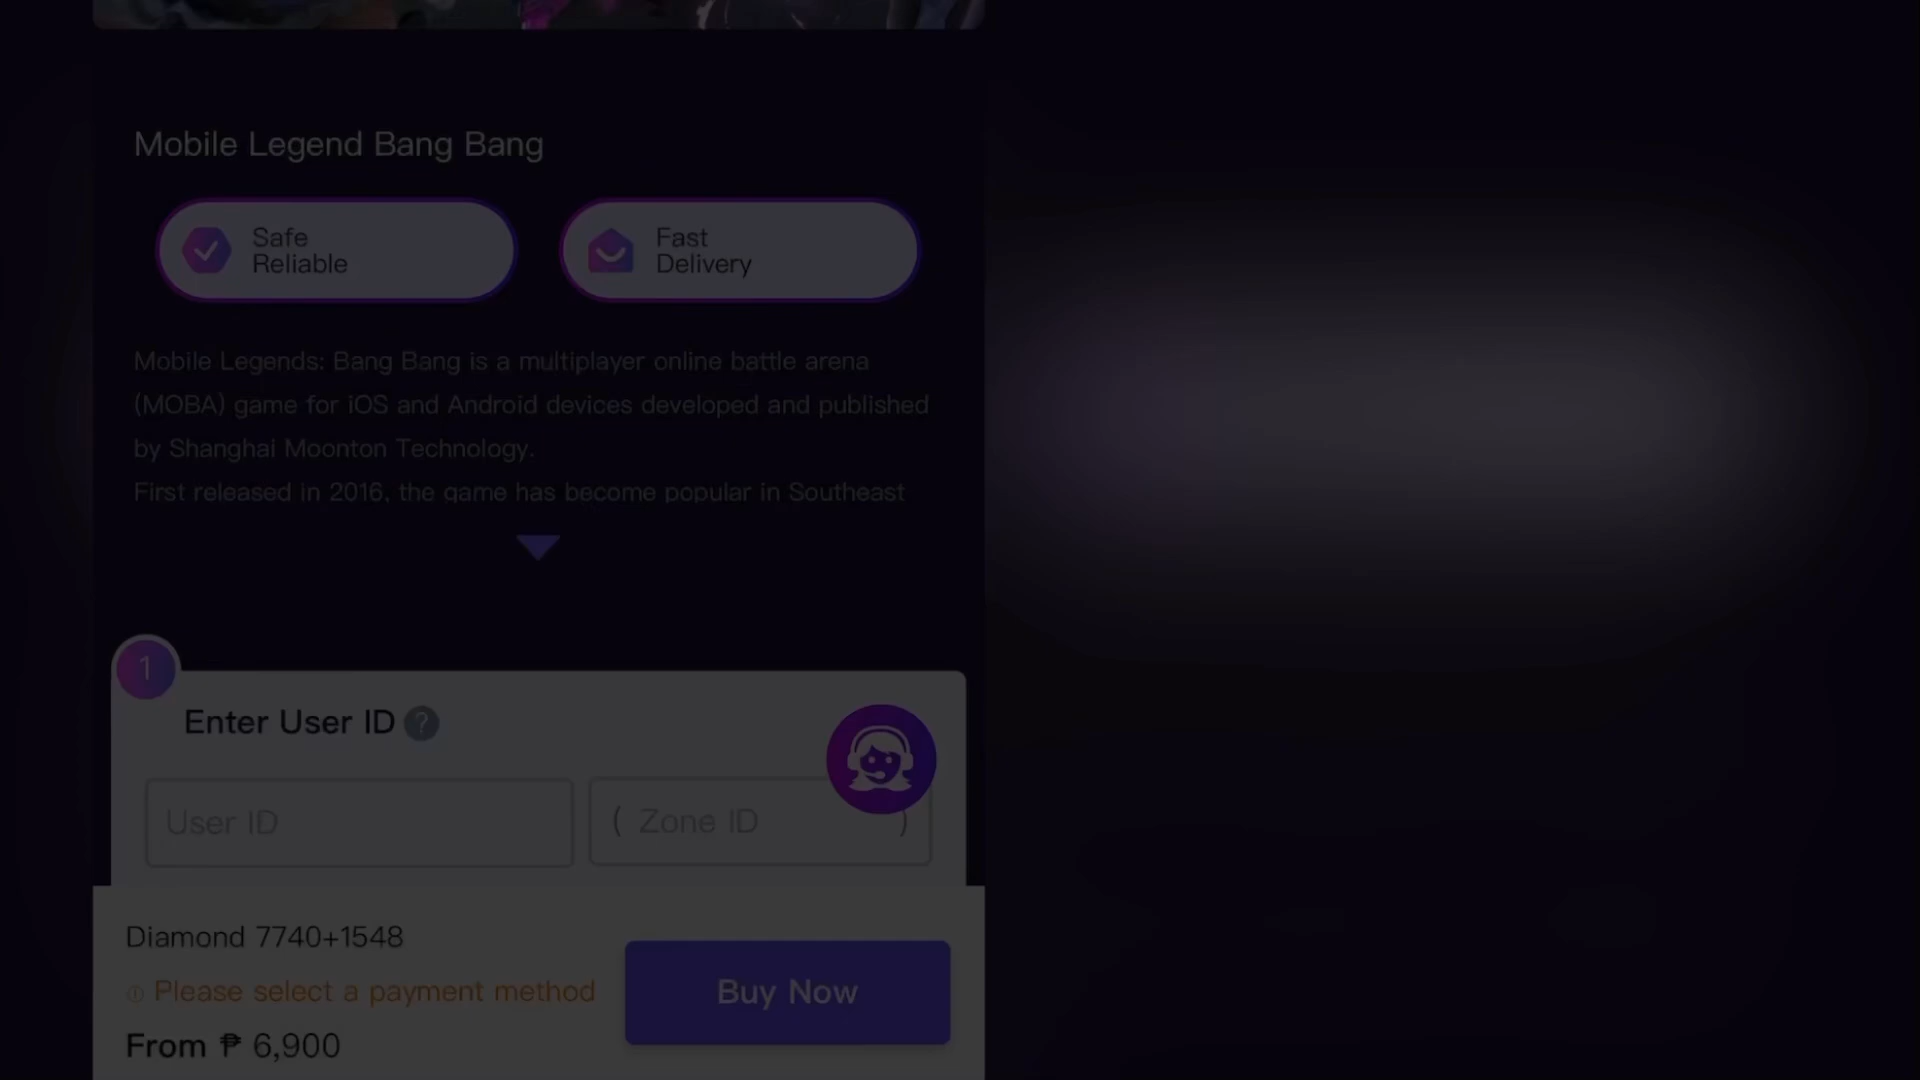 Mobile Legend Bang Bang
Safe
Reliable
Fast
Delivery
Mobile Legends: Bang Bang is a multiplayer online battle arena
(MOBA) game for iOS and Android devices developed and published
by Shanghai Moonton Technology.
First released in 2016, the game has become popular in Southeast
1
Enter User ID ?
User ID
( Zone ID )
Diamond 7740+1548
Please select a payment method
Buy Now
From ₱ 6,900